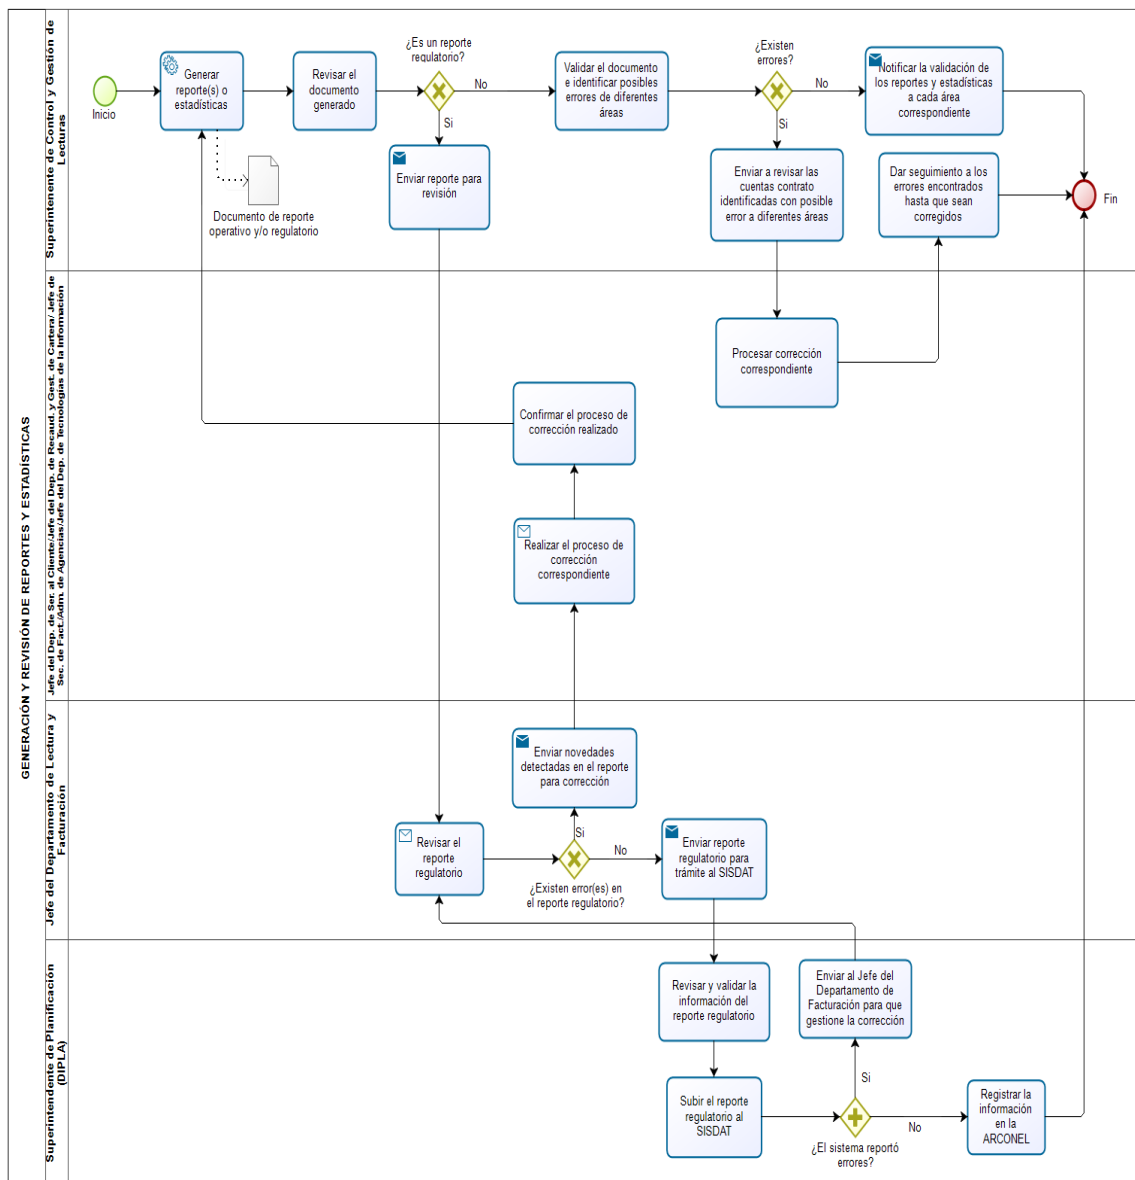 GENERACIÓN Y REVISIÓN DE REPORTES Y ESTADÍSTICAS
Superintenente de Control y Gestión de
Lecturas
Inicio
Generar
reporte(s) o
estadísticas
Documento de reporte
operativo y/o regulatorio
Revisar el
documento
generado
¿Es un reporte
regulatorio?
No
Si
Enviar reporte para
revisión
Validar el documento
e identificar posibles
errores de diferentes
áreas
¿Existen
errores?
No
Si
Notificar la validación de
los reportes y estadísticas
a cada área
correspondiente
Enviar a revisar las
cuentas contrato
identificadas con posible
error a diferentes áreas
Dar seguimiento a los
errores encontrados
hasta que sean
corregidos
Fin
Jefe del Dep. de Ser. al Cliente/Jefe del Dep. de Recaud. y Gest. de Cartera/ Jefe de
Sec. de Fact./Adm. de Agencias/Jefe del Dep. de Tecnologías de la Información
Procesar corrección
correspondiente
Confirmar el proceso de
corrección realizado
Realizar el proceso de
corrección
correspondiente
Jefe del Departamento de Lectura y
Facturación
Enviar novedades
detectadas en el reporte
para corrección
Revisar el
reporte
regulatorio
Si
No
¿Existen error(es) en
el reporte regulatorio?
Enviar reporte
regulatorio para
trámite al SISDAT
Superintendente de Planificación
(DIPLA)
Revisar y validar la
información del
reporte regulatorio
Enviar al Jefe del
Departamento de
Facturación para que
gestione la corrección
Subir el reporte
regulatorio al
SISDAT
Si
No
¿El sistema reportó
errores?
Registrar la
información
en la
ARCONEL